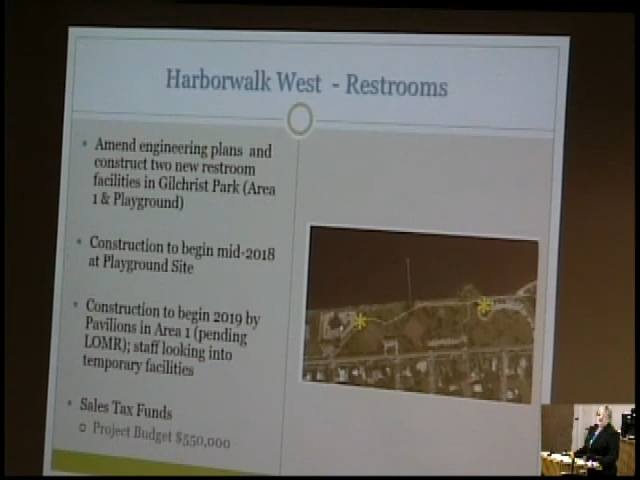 Harborwalk West - Restrooms
Amend engineering plans and
construct two new restroom
facilities in Gilchrist Park (Area
1 & Playground)
Construction to begin mid-2018
at Playground Site
Construction to begin 2019 by
Pavilions in Area 1 (pending
LOMR); staff looking into
temporary facilities
Sales Tax Funds
Project Budget $550,000